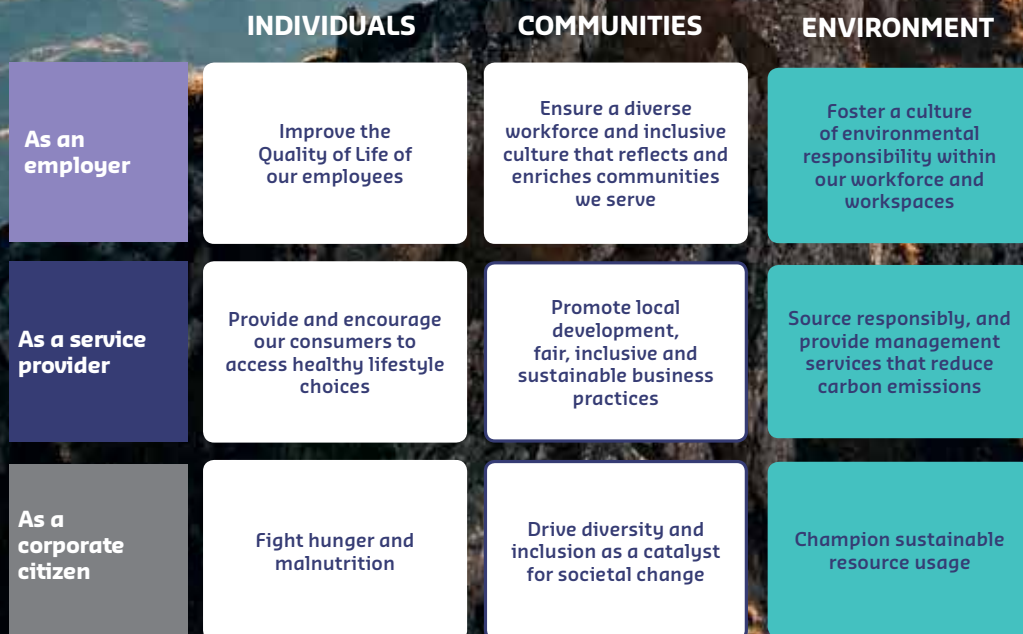 INDIVIDUALS
COMMUNITIES
ENVIRONMENT
As an
employer
Improve the
Quality of Life of
our employees
Ensure a diverse
workforce and inclusive
culture that reflects and
enriches communities
we serve
Foster a culture
of environmental
responsibility within
our workforce and
workspaces
As a service
provider
Provide and encourage
our consumers to
access healthy lifestyle
choices
Promote local
development,
fair, inclusive and
sustainable business
practices
Source responsibly, and
provide management
services that reduce
carbon emissions
As a
corporate
citizen
Fight hunger and
malnutrition
Drive diversity and
inclusion as a catalyst
for societal change
Champion sustainable
resource usage